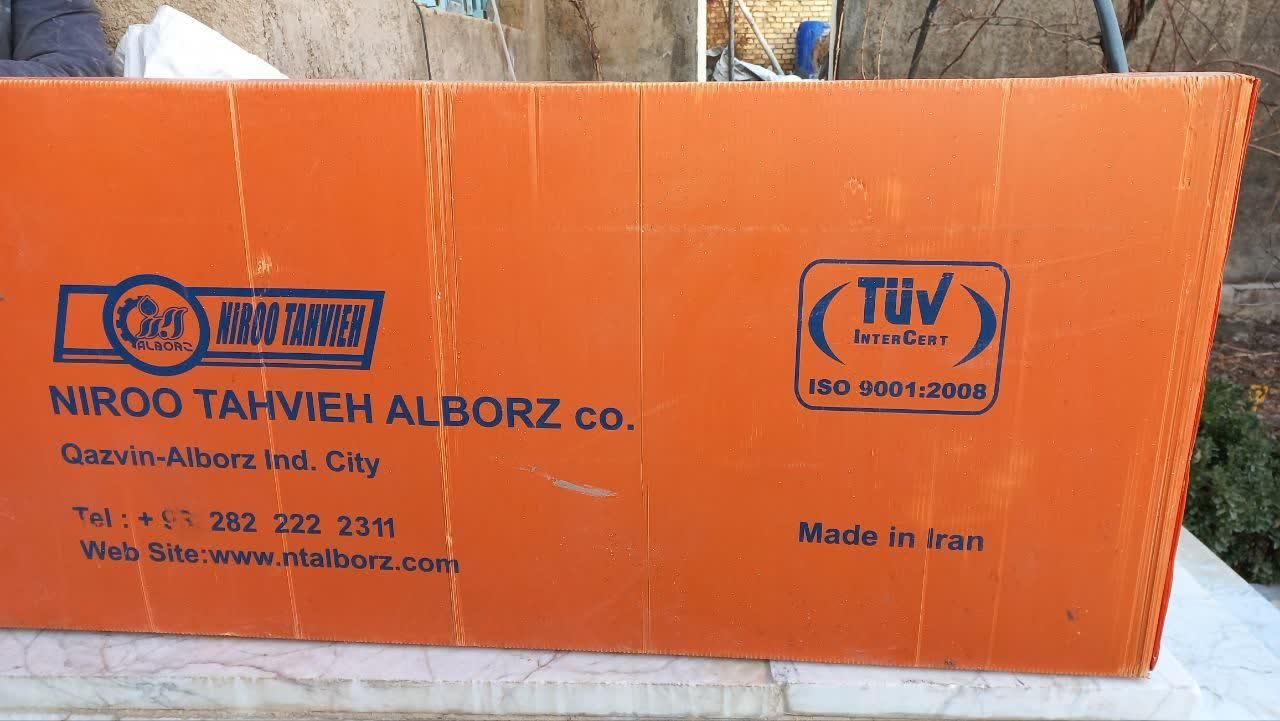 ALBORZ
NIROO TAHVIEH
NIROO TAHVIEH ALBORZ co.
Qazvin-Alborz Ind. City
Tel : + 282 222 2311
Web Site:www.ntalborz.com
TÜV
INTERCERT
ISO 9001:2008
Made in Iran